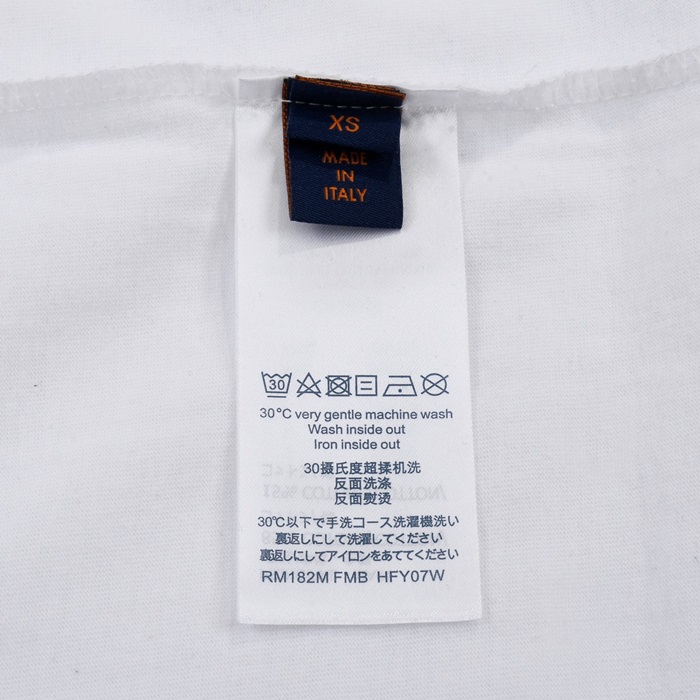 XS
MADE
IN
ITALY
30
30°C very gentle machine wash
Wash inside out
Iron inside out
30摄氏度超揉机洗
反面洗涤
反面熨烫
30℃以下で手洗コース洗濯機洗い
裏返しにして洗濯してください
裏返しにしてアイロンをあててください
RM182M FMB HFY07W